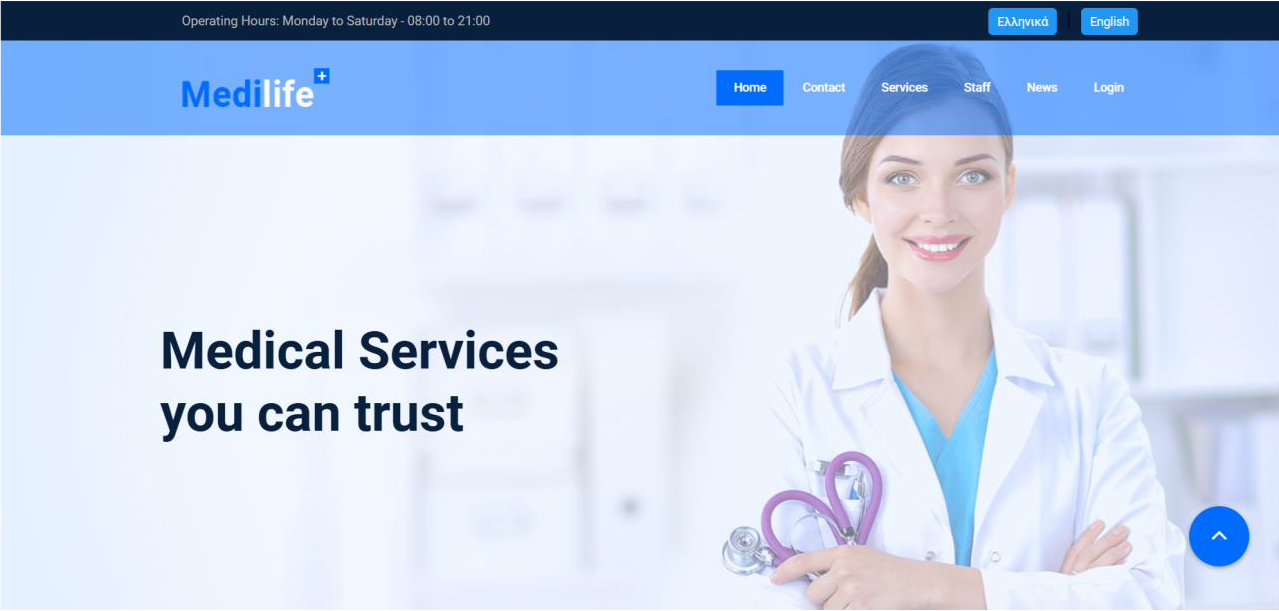 Operating Hours: Monday to Saturday - 08:00 to 21:00
Ελληνικά | English
Medilife+
Home Contact Services Staff News Login
Medical Services
you can trust